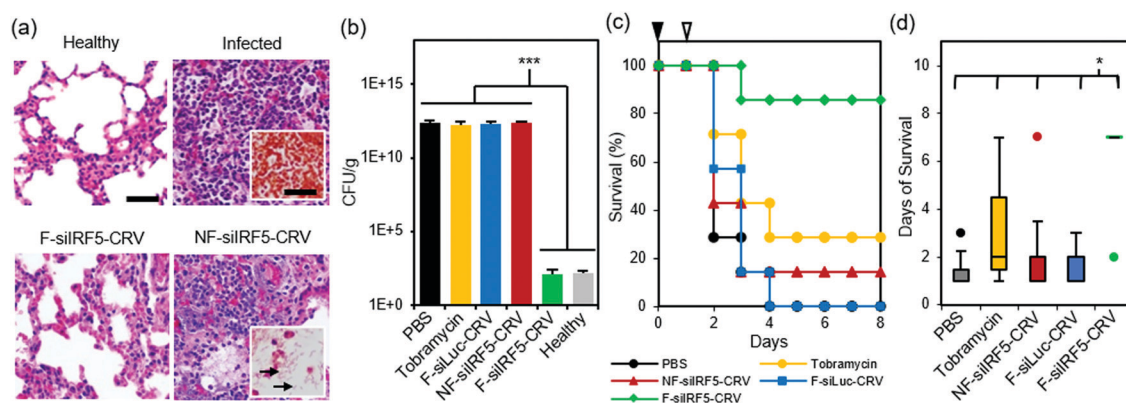 (a)
Healthy
Infected
F-siIRF5-CRV
NF-siIRF5-CRV
(b)
***
1E+15
1E+10
1E+5
1E+0
CFU/g
PBS
Tobramycin
F-siLuc-CRV
NF-siIRF5-CRV
F-siIRF5-CRV
Healthy
(c)
100
80
60
40
20
0
Survival (%)
0 2 4 6 8
Days
PBS
Tobramycin
NF-siIRF5-CRV
F-siLuc-CRV
F-siIRF5-CRV
(d)
*
10
8
6
4
2
0
Days of Survival
PBS
Tobramycin
NF-siIRF5-CRV
F-siLuc-CRV
F-siIRF5-CRV